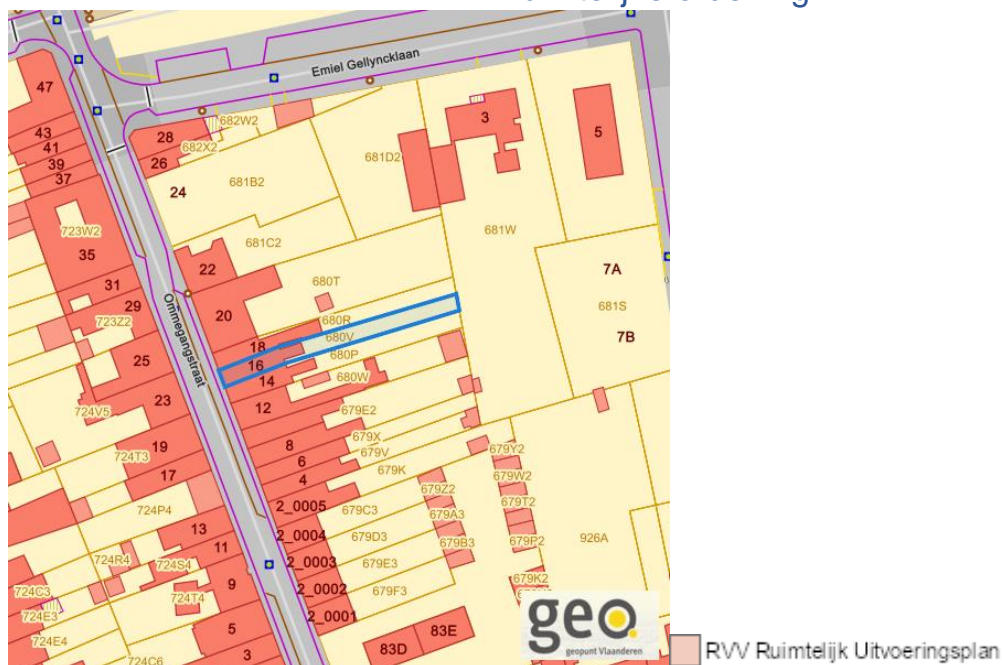 Emiel Gellyncklaan
47
43
41
39
37
28
26
682W2
682X2
3
5
24
681B2
681D2
723W2
35
681C2
681W
22
7A
31
680T
681S
29
723Z2
20
680R
7B
18
680V
Ommegangstraat
16
680P
25
14
680W
23
12
679E2
724V5
679X
8
679V
19
6
679K
679Y2
724T3
17
4
679Z2
679W2
2_0005
679C3
679T2
724P4
679A3
13
2_0004
679D3
679B3
679P2
926A
11
724R4
724S4
2_0003
679E3
679K2
9
2_0002
679F3
724C3
724T4
724E3
2_0001
geo
geopunt Vlaanderen
5
83E
724E4
83D
3
724C6
RVV Ruimtelijk Uitvoeringsplan